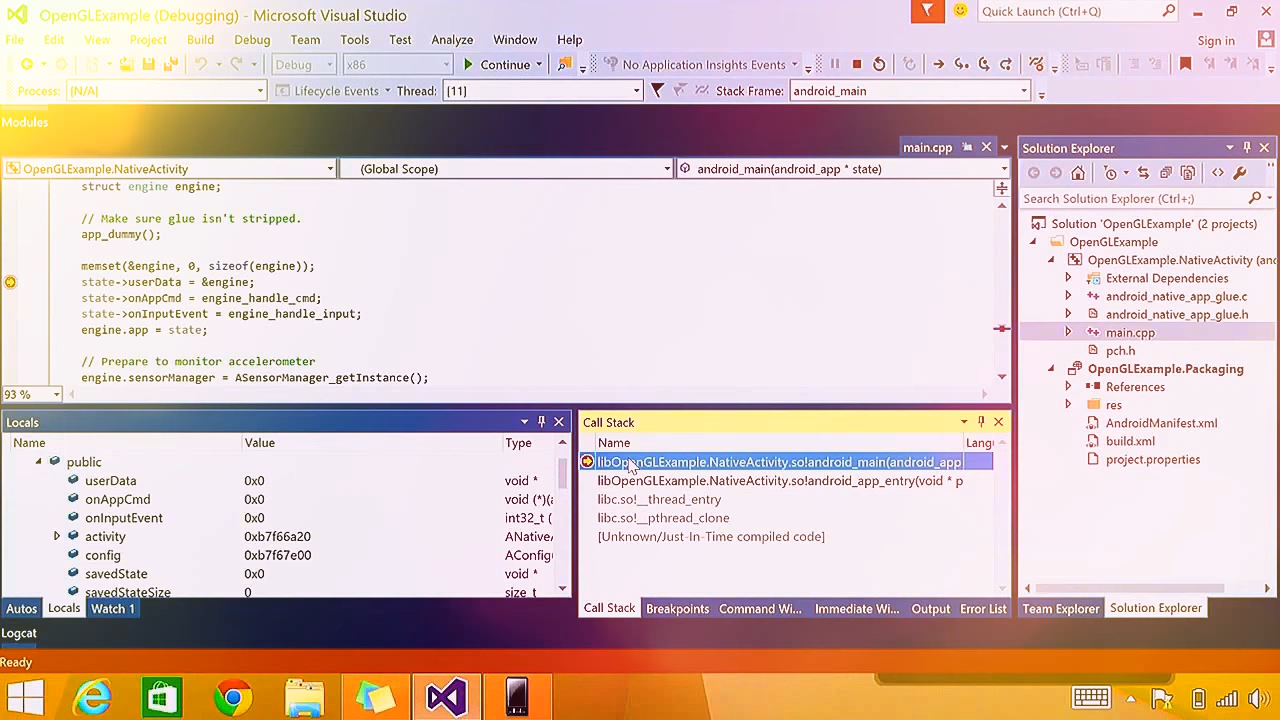 OpenGLExample (Debugging) - Microsoft Visual Studio
Quick Launch (Ctrl+Q)
File Edit View Project Build Debug Team Tools Test Analyze Window Help
Sign in
Debug x86 Continue No Application Insights Events
Process: [N/A] Lifecycle Events Thread: [11] Stack Frame: android_main
Modules
main.cpp
OpenGLExample.NativeActivity (Global Scope) android_main(android_app * state)
struct engine engine;
// Make sure glue isn't stripped.
app_dummy();
memset(&engine, 0, sizeof(engine));
state->userData = &engine;
state->onAppCmd = engine_handle_cmd;
state->onInputEvent = engine_handle_input;
engine.app = state;
// Prepare to monitor accelerometer
engine.sensorManager = ASensorManager_getInstance();
93 %
Solution Explorer
Search Solution Explorer (Ctrl+;)
Solution 'OpenGLExample' (2 projects)
OpenGLExample
OpenGLExample.NativeActivity (and
External Dependencies
android_native_app_glue.c
android_native_app_glue.h
main.cpp
pch.h
OpenGLExample.Packaging
References
res
AndroidManifest.xml
build.xml
project.properties
Team Explorer Solution Explorer
Locals
Name Value Type
public
userData 0x0 void *
onAppCmd 0x0 void (*)(a
onInputEvent 0x0 int32_t (
activity 0xb7f66a20 ANativeA
config 0xb7f67e00 AConfigu
savedState 0x0 void *
savedStateSize 0 size_t
Autos Locals Watch 1
Call Stack
Name Langu
libOpenGLExample.NativeActivity.so!android_main(android_app
libOpenGLExample.NativeActivity.so!android_app_entry(void * p
libc.so!__thread_entry
libc.so!__pthread_clone
[Unknown/Just-In-Time compiled code]
Call Stack Breakpoints Command Wi... Immediate Wi... Output Error List
Logcat
Ready